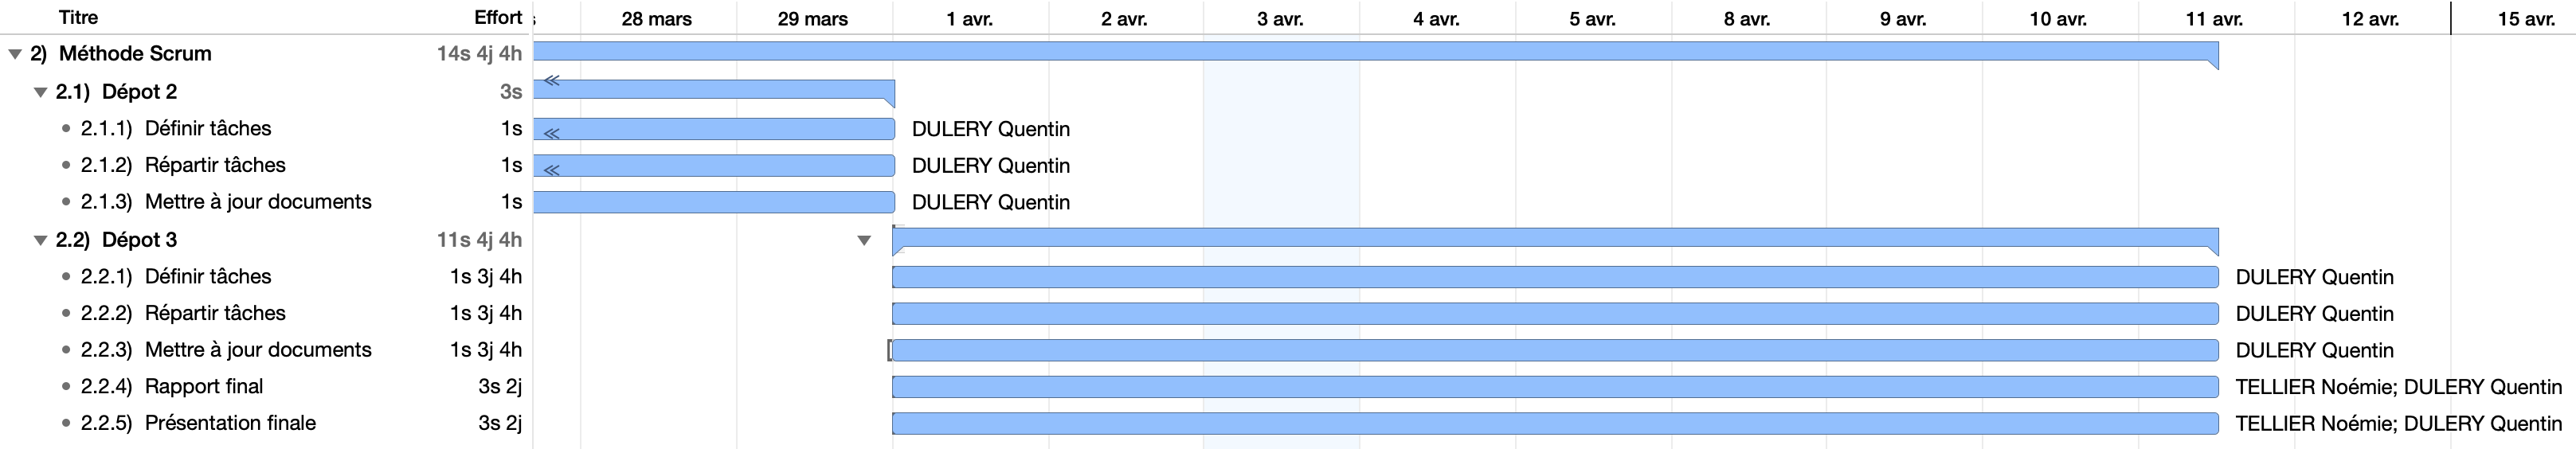 Titre Effort 28 mars 29 mars 1 avr. 2 avr. 3 avr. 4 avr. 5 avr. 8 avr. 9 avr. 10 avr. 11 avr. 12 avr. 15 avr.
2) Méthode Scrum 14s 4j 4h
2.1) Dépot 2 3s
2.1.1) Définir tâches 1s DULERY Quentin
2.1.2) Répartir tâches 1s DULERY Quentin
2.1.3) Mettre à jour documents 1s DULERY Quentin
2.2) Dépot 3 11s 4j 4h
2.2.1) Définir tâches 1s 3j 4h DULERY Quentin
2.2.2) Répartir tâches 1s 3j 4h DULERY Quentin
2.2.3) Mettre à jour documents 1s 3j 4h DULERY Quentin
2.2.4) Rapport final 3s 2j TELLIER Noémie; DULERY Quentin
2.2.5) Présentation finale 3s 2j TELLIER Noémie; DULERY Quentin